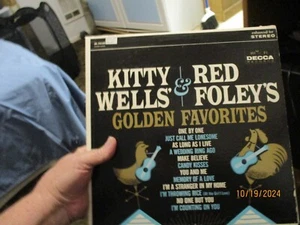 enhanced for
STEREO
DECCA
KITTY & RED
WELLS' FOLEY'S
GOLDEN FAVORITES
ONE BY ONE
JUST CALL ME LONESOME
AS LONG AS I LIVE
A WEDDING RING AGO
MAKE BELIEVE
CANDY KISSES
YOU AND ME
MEMORY OF A LOVE
I'M A STRANGER IN MY HOME
I'M THROWING RICE
NO ONE BUT YOU
I'M COUNTING ON YOU
10/19/2024